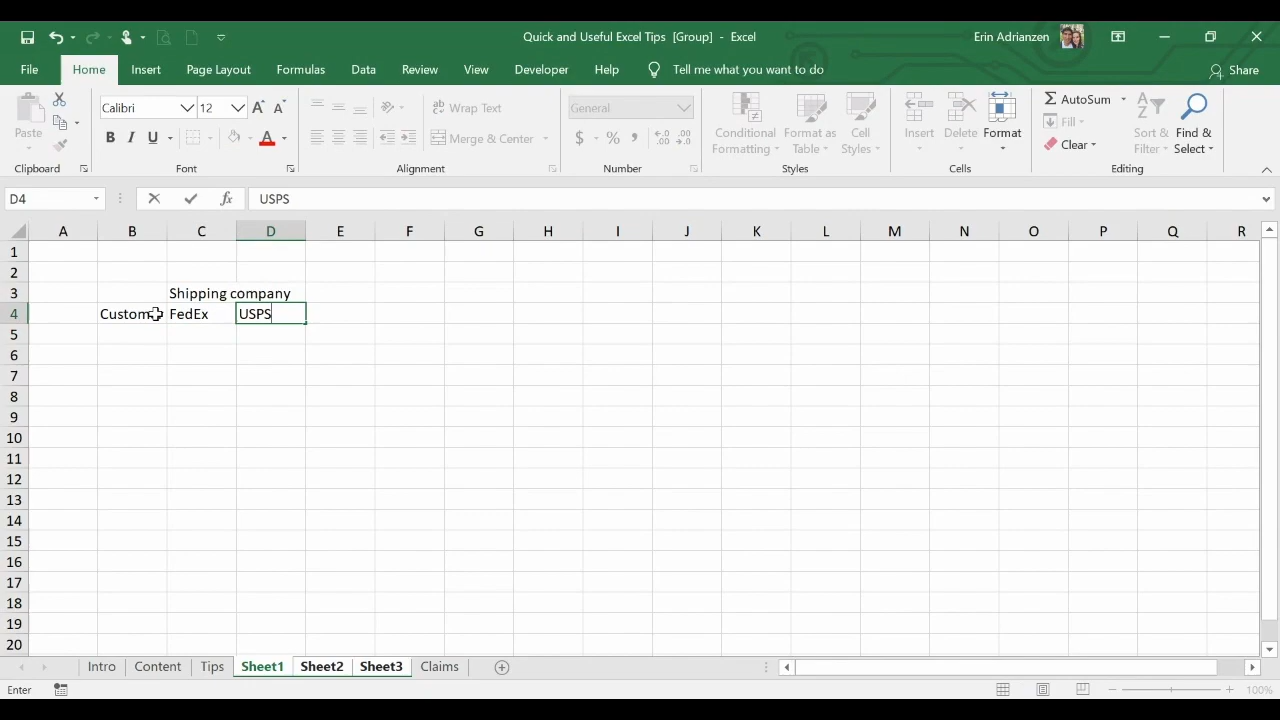 Quick and Useful Excel Tips [Group] - Excel
Erin Adrianzen
File Home Insert Page Layout Formulas Data Review View Developer Help Tell me what you want to do Share
Calibri 12 Wrap Text General AutoSum
Paste Fill
B I U A Merge & Center $ % , Conditional Formatting Format as Table Cell Styles Insert Delete Format Clear Sort & Filter Find & Select
Clipboard Font Alignment Number Styles Cells Editing
D4 fx USPS
A B C D E F G H I J K L M N O P Q R
1
2
3 Shipping company
4 Custom FedEx USPS
5
6
7
8
9
10
11
12
13
14
15
16
17
18
19
20
Intro Content Tips Sheet1 Sheet2 Sheet3 Claims
Enter 100%